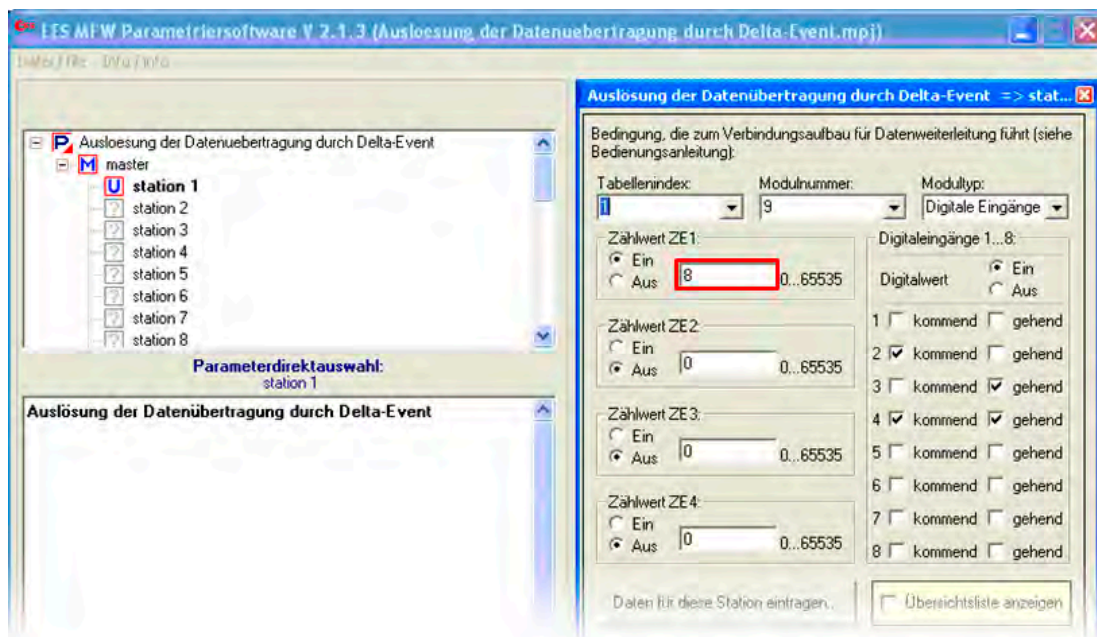 LES MFW Parametriersoftware V 2.1.3 (Ausloesung der Datenuebertragung durch Delta-Event.mpj)
Datei / File Info / Info
Ausloesung der Datenuebertragung durch Delta-Event
master
station 1
station 2
station 3
station 4
station 5
station 6
station 7
station 8
Parameterdirektauswahl:
station 1
Auslösung der Datenübertragung durch Delta-Event
Auslösung der Datenübertragung durch Delta-Event => stat...
Bedingung, die zum Verbindungsaufbau für Datenweiterleitung führt (siehe
Bedienungsanleitung):
Tabellenindex: Modulnummer: Modultyp:
1 9 Digitale Eingänge
Zählwert ZE1:
Ein
Aus
8 0...65535
Zählwert ZE2:
Ein
Aus
0 0...65535
Zählwert ZE3:
Ein
Aus
0 0...65535
Zählwert ZE4:
Ein
Aus
0 0...65535
Digitaleingänge 1...8:
Digitalwert
Ein
Aus
1 kommend gehend
2 kommend gehend
3 kommend gehend
4 kommend gehend
5 kommend gehend
6 kommend gehend
7 kommend gehend
8 kommend gehend
Daten für diese Station eintragen...
Übersichtsliste anzeigen